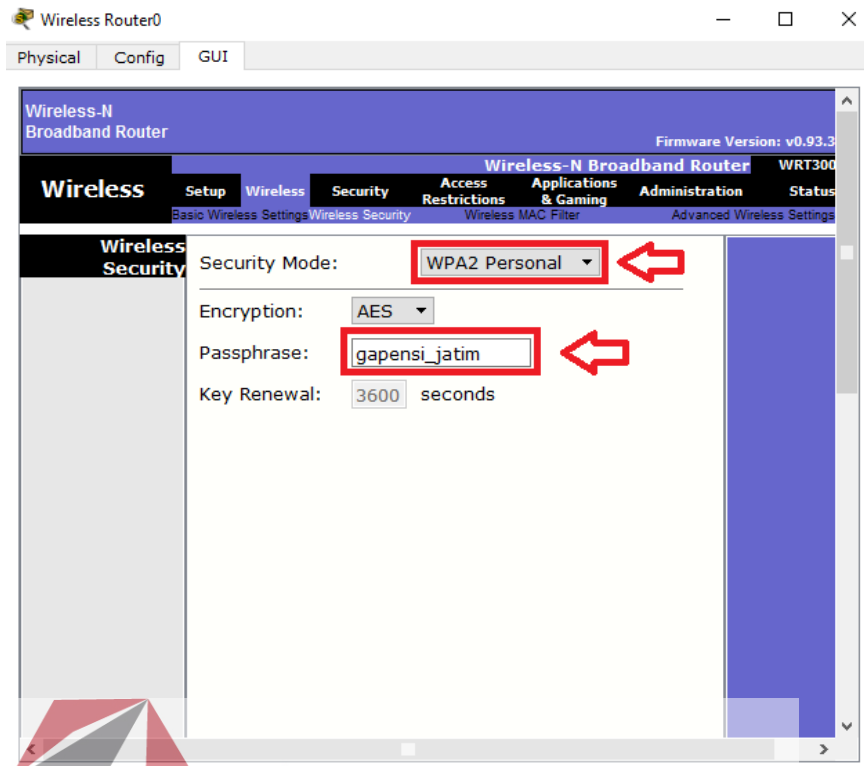 Wireless Router0
Physical Config GUI
Wireless-N
Broadband Router
Firmware Version: v0.93.3
Wireless-N Broadband Router WRT300
Wireless
Setup Wireless Security Access Restrictions Applications & Gaming Administration Status
Basic Wireless Settings Wireless Security Wireless MAC Filter Advanced Wireless Settings
Wireless
Security
Security Mode: WPA2 Personal
Encryption: AES
Passphrase: gapensi_jatim
Key Renewal: 3600 seconds